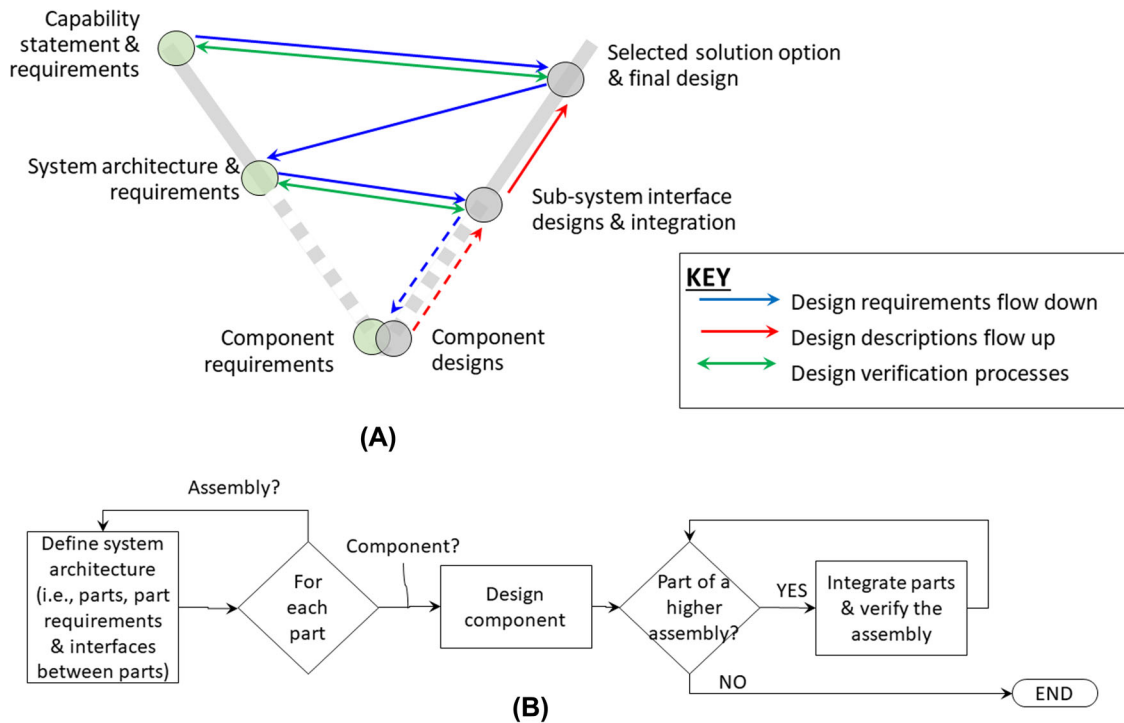 Capability
statement &
requirements
Selected solution option
& final design
System architecture &
requirements
Sub-system interface
designs & integration
Component
requirements
Component
designs
KEY
Design requirements flow down
Design descriptions flow up
Design verification processes
(A)
Assembly?
Define system
architecture
(i.e., parts, part
requirements
& interfaces
between parts)
For
each
part
Component?
Design
component
Part of a
higher
assembly?
YES
Integrate parts
& verify the
assembly
NO
END
(B)